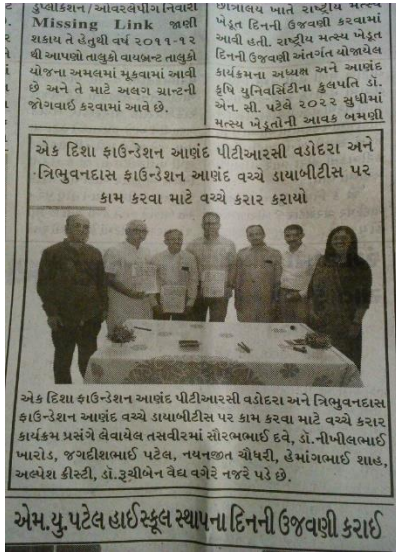 ડુપ્લીકેશન / ઓવરલેપીંગ નિવારી
Missing Link જાણી
શકાય તે હેતુથી વર્ષ ૨૦૧૧-૧૨
થી આપણો તાલુકો વાયબ્રન્ટ તાલુકો
યોજના અમલમાં મૂકવામાં આવી
છે અને તે માટે અલગ ગ્રાન્ટની
જોગવાઈ કરવામાં આવે છે.
છાત્રાલય ખાતે રાષ્ટ્રીય મત્સ્ય
ખેડૂત દિનની ઉજવણી કરવામાં
આવી હતી. રાષ્ટ્રીય મત્સ્ય ખેડૂત
દિનની ઉજવણી અંતર્ગત યોજાયેલ
કાર્યક્રમના અધ્યક્ષ અને આણંદ
કૃષિ યુનિવર્સિટીના કુલપતિ ડૉ.
એન. સી. પટેલે ૨૦૨૨ સુધીમાં
મત્સ્ય ખેડૂતોની આવક બમણી
એક દિશા ફાઉન્ડેશન આણંદ પીટીઆરસી વડોદરા અને
ત્રિભુવનદાસ ફાઉન્ડેશન આણંદ વચ્ચે ડાયાબીટીસ પર
કામ કરવા માટે વચ્ચે કરાર કરાયો
એક દિશા ફાઉન્ડેશન આણંદ પીટીઆરસી વડોદરા અને ત્રિભુવનદાસ
ફાઉન્ડેશન આણંદ વચ્ચે ડાયાબીટીસ પર કામ કરવા માટે વચ્ચે કરાર
કાર્યક્રમ પ્રસંગે લેવાયેલ તસવીરમાં સૌરભભાઈ દવે, ડૉ.નીખીલભાઈ
ખારોડ, જગદીશભાઈ પટેલ, નયનજીત ચૌધરી, હેમાંગભાઈ શાહ,
અલ્પેશ ક્રીસ્ટી, ડૉ.રૂચીબેન વૈદ્ય વગેરે નજરે પડે છે.
એમ.યુ.પટેલ હાઈસ્કૂલ સ્થાપના દિનની ઉજવણી કરાઈ